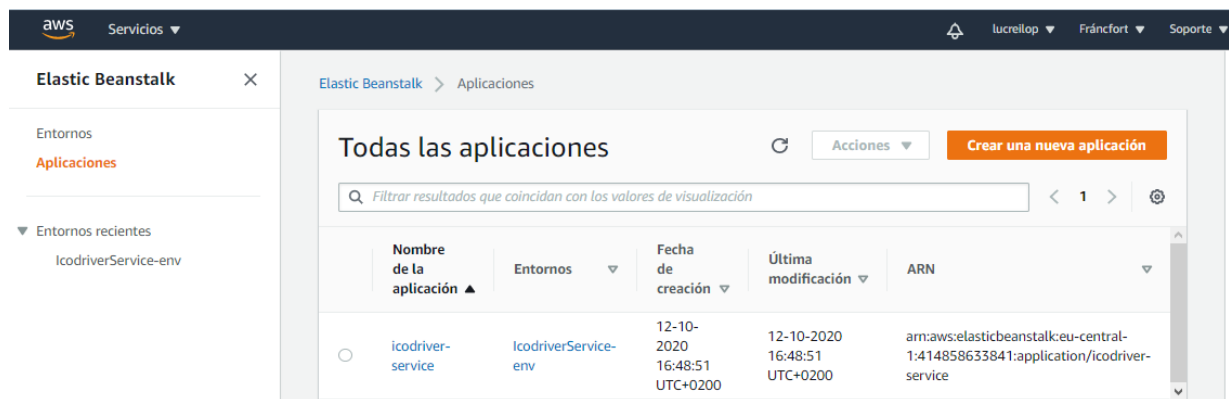 aws Servicios lucreilop Fráncfort Soporte
Elastic Beanstalk
Entornos
Aplicaciones
Entornos recientes
IcodriverService-env
Elastic Beanstalk > Aplicaciones
Todas las aplicaciones
Acciones
Crear una nueva aplicación
Filtrar resultados que coincidan con los valores de visualización
< 1 >
Nombre
de la
aplicación
Entornos
Fecha
de
creación
Última
modificación
ARN
icodriver-
service
IcodriverService-
env
12-10-
2020
16:48:51
UTC+0200
12-10-2020
16:48:51
UTC+0200
arn:aws:elasticbeanstalk:eu-central-
1:414858633841:application/icodriver-
service